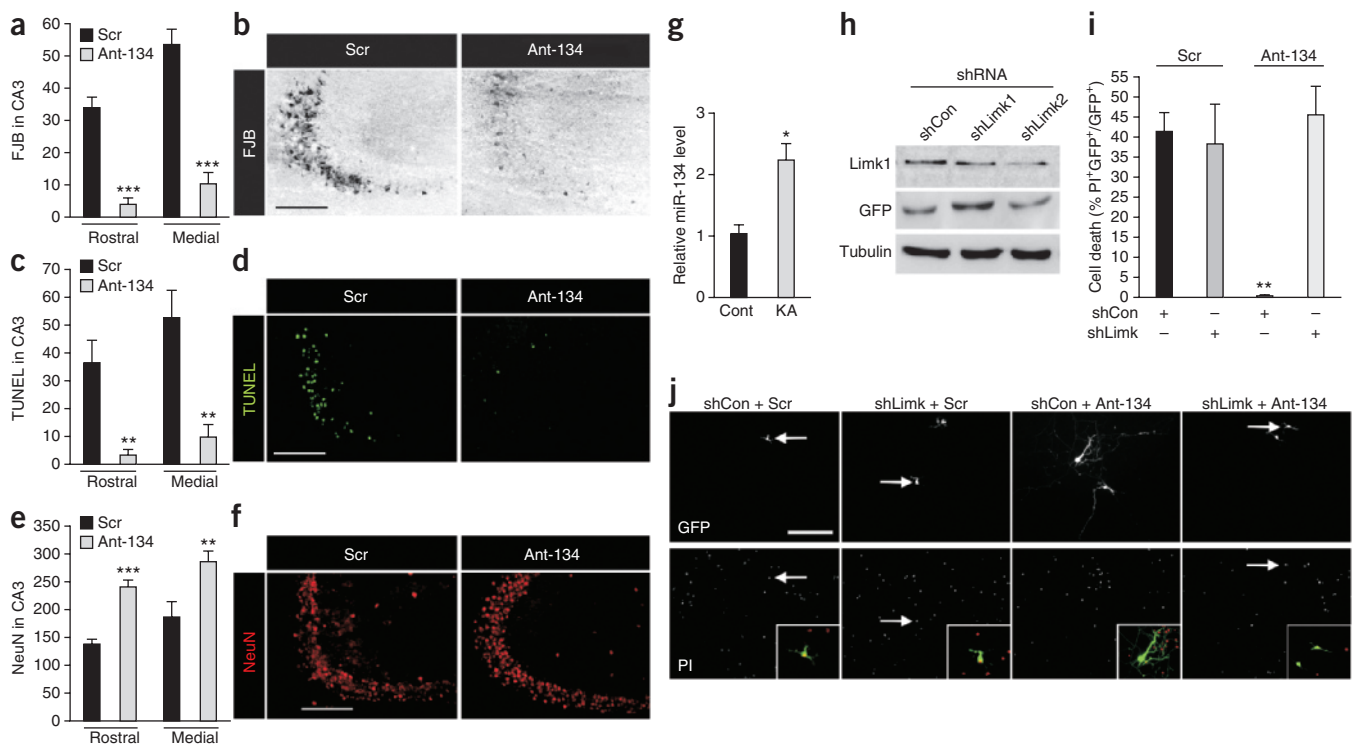 a
Scr
Ant-134
FJB in CA3
60
50
40
30
20
10
0
***
***
Rostral
Medial
b
Scr
Ant-134
FJB
c
Scr
Ant-134
TUNEL in CA3
70
60
50
40
30
20
10
0
**
**
Rostral
Medial
d
Scr
Ant-134
TUNEL
e
Scr
Ant-134
NeuN in CA3
350
300
250
200
150
100
50
0
***
**
Rostral
Medial
f
Scr
Ant-134
NeuN
g
Relative miR-134 level
3
2
1
0
*
Cont
KA
h
shRNA
shCon
shLimk1
shLimk2
Limk1
GFP
Tubulin
i
Scr
Ant-134
Cell death (% PI⁺GFP⁺/GFP⁺)
55
50
45
40
35
30
25
20
15
10
5
0
**
shCon + – + –
shLimk – + – +
j
shCon + Scr
shLimk + Scr
shCon + Ant-134
shLimk + Ant-134
GFP
PI